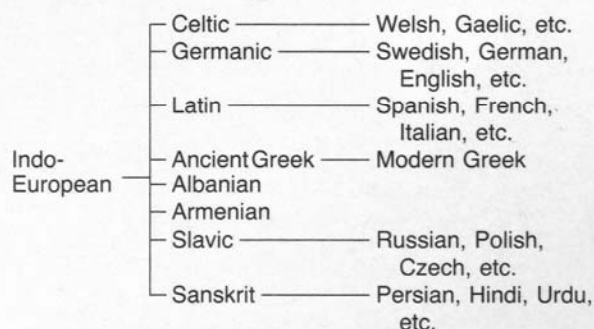 Celtic Welsh, Gaelic, etc.
Germanic Swedish, German,
English, etc.
Latin Spanish, French,
Italian, etc.
Indo-
European
Ancient Greek Modern Greek
Albanian
Armenian
Slavic Russian, Polish,
Czech, etc.
Sanskrit Persian, Hindi, Urdu,
etc.